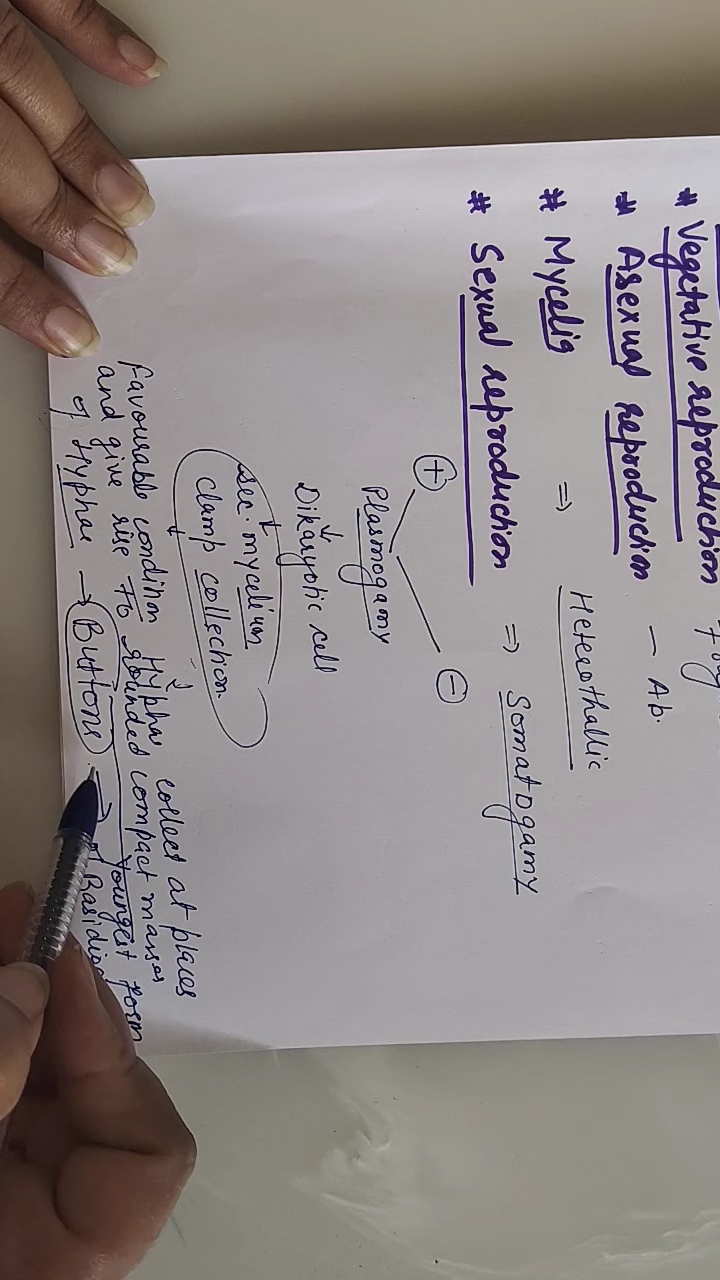 # Vegetative reproduction
# Asexual reproduction — Ab.
# Mycelia ⇒ Heterothallic
# Sexual reproduction ⇒ Somatogamy
+ -
Plasmogamy
↓
Dikaryotic cell
↓
Sec. mycelium
clamp collection.
↓
Favourable condition Hyphae collect at places
and give rise to rounded compact masses
of Hyphae → Buttons → Youngest form
of